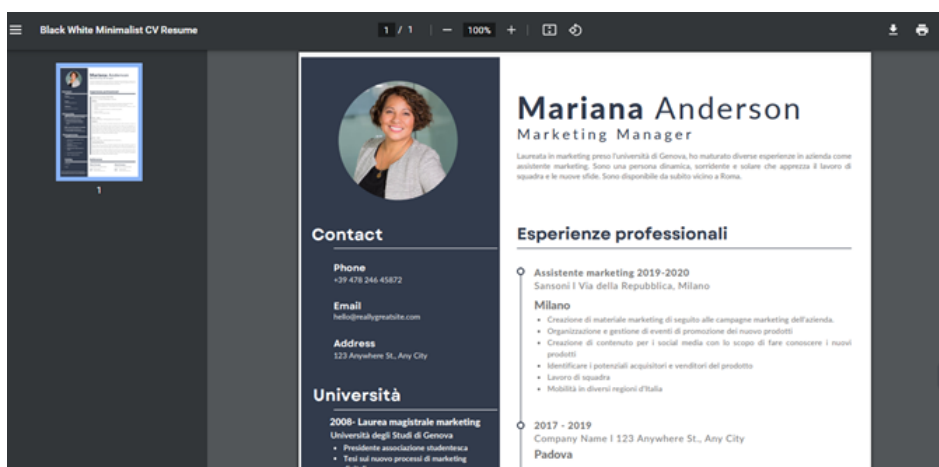 Black White Minimalist CV Resume
1 / 1
100%
1
Mariana Anderson
Marketing Manager
Laureata in marketing preso l'università di Genova, ho maturato diverse esperienze in azienda come
assistente marketing. Sono una persona dinamica, sorridente e solare che apprezza il lavoro di
squadra e le nuove sfide. Sono disponibile da subito vicino a Roma.
Contact
Phone
+39 478 246 45872
Email
hello@reallygreatsite.com
Address
123 Anywhere St., Any City
Università
2008- Laurea magistrale marketing
Università degli Studi di Genova
Presidente associazione studentesca
Tesi sui nuovo processi di marketing
Esperienze professionali
Assistente marketing 2019-2020
Sansoni I Via della Repubblica, Milano
Milano
Creazione di materiale marketing di seguito alle campagne marketing dell'azienda.
Organizzazione e gestione di eventi di promozione dei nuovo prodotti
Creazione di contenuto per i social media con lo scopo di fare conoscere i nuovi
prodotti
Identificare i potenziali acquisitori e venditori del prodotto
Lavoro di squadra
Mobilità in diversi regioni d'Italia
2017 - 2019
Company Name I 123 Anywhere St., Any City
Padova